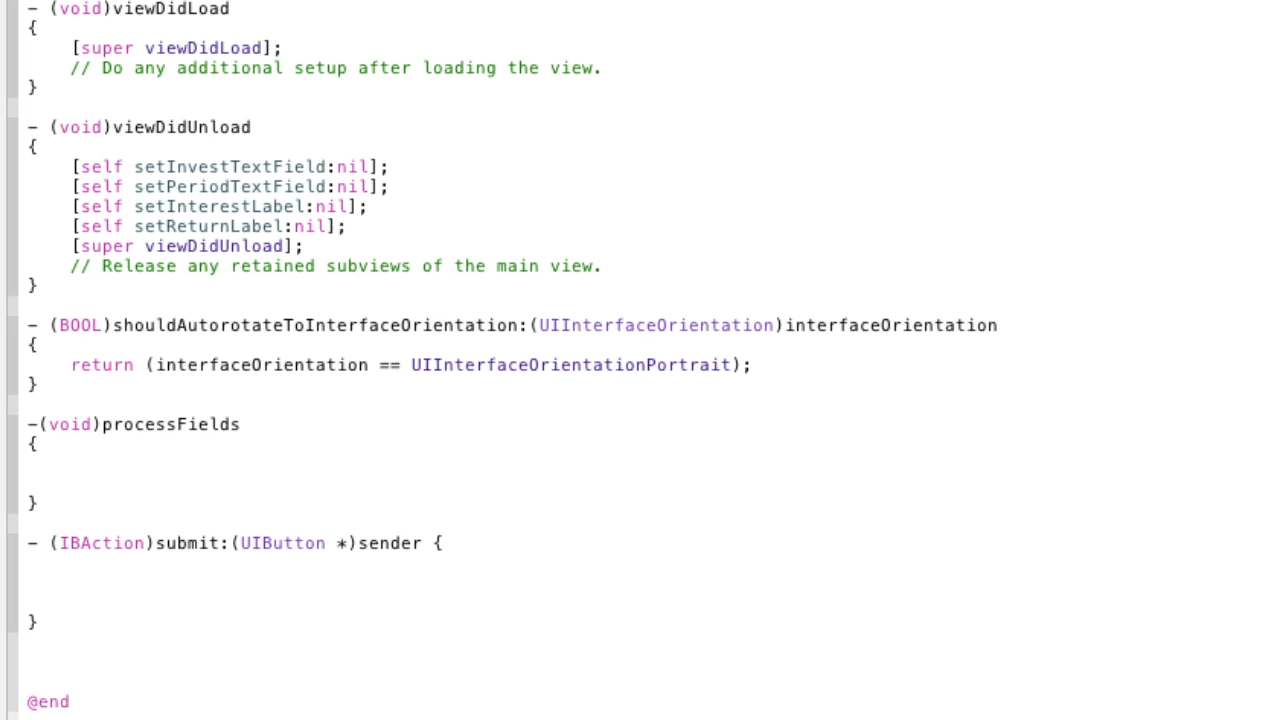 - (void)viewDidLoad
{
    [super viewDidLoad];
    // Do any additional setup after loading the view.
}
- (void)viewDidUnload
{
    [self setInvestTextField:nil];
    [self setPeriodTextField:nil];
    [self setInterestLabel:nil];
    [self setReturnLabel:nil];
    [super viewDidUnload];
    // Release any retained subviews of the main view.
}
- (BOOL)shouldAutorotateToInterfaceOrientation:(UIInterfaceOrientation)interfaceOrientation
{
    return (interfaceOrientation == UIInterfaceOrientationPortrait);
}
-(void)processFields
{
}
- (IBAction)submit:(UIButton *)sender {
}
@end